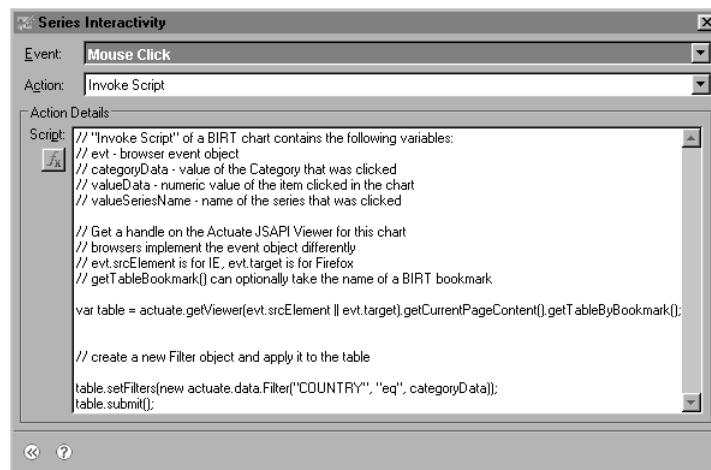 Series Interactivity
Event: Mouse Click
Action: Invoke Script
Action Details
Script:
// "Invoke Script" of a BIRT chart contains the following variables:
// evt - browser event object
// categoryData - value of the Category that was clicked
// valueData - numeric value of the item clicked in the chart
// valueSeriesName - name of the series that was clicked
// Get a handle on the Actuate JSAPI Viewer for this chart
// browsers implement the event object differently
// evt.srcElement is for IE, evt.target is for Firefox
// getTableBookmark() can optionally take the name of a BIRT bookmark
var table = actuate.getViewer(evt.srcElement || evt.target).getCurrentPageContent().getTableByBookmark();
// create a new Filter object and apply it to the table
table.setFilters(new actuate.data.Filter("COUNTRY", "eq", categoryData));
table.submit();